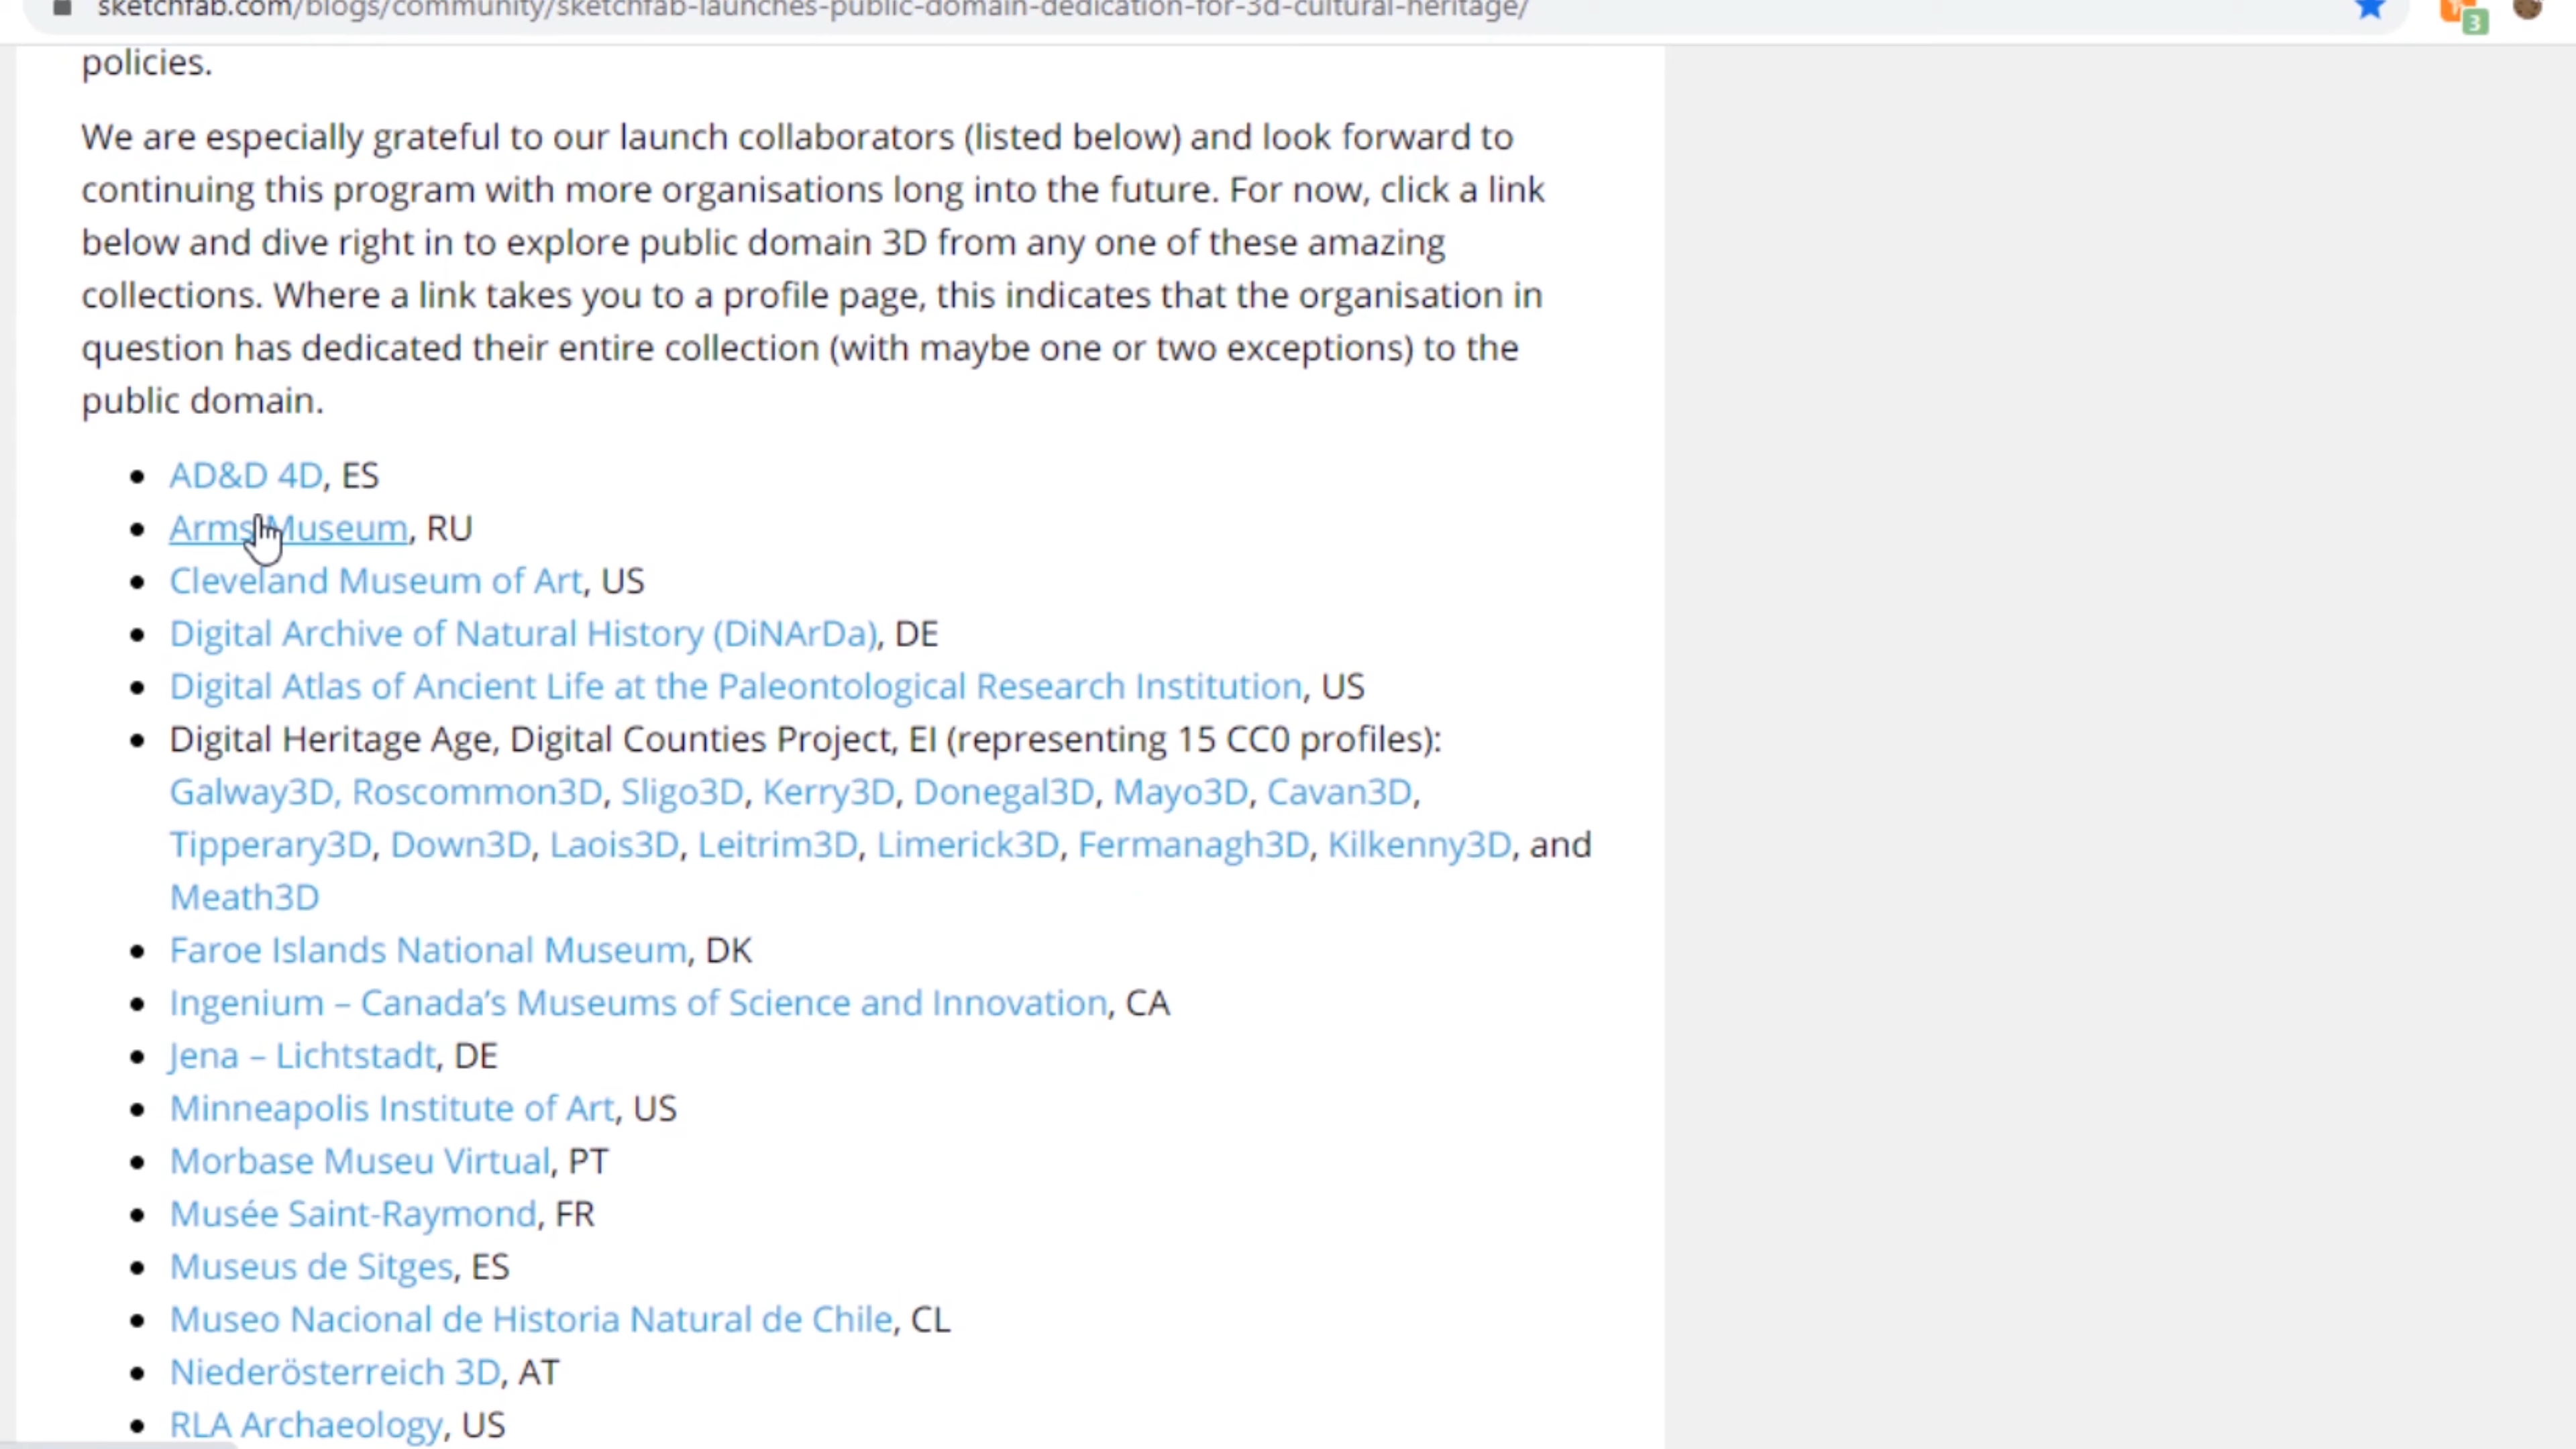 sketchfab.com/blogs/community/sketchfab-launches-public-domain-dedication-for-3d-cultural-heritage/
3
policies.
We are especially grateful to our launch collaborators (listed below) and look forward to
continuing this program with more organisations long into the future. For now, click a link
below and dive right in to explore public domain 3D from any one of these amazing
collections. Where a link takes you to a profile page, this indicates that the organisation in
question has dedicated their entire collection (with maybe one or two exceptions) to the
public domain.
• AD&D 4D, ES
• Arms Museum, RU
• Cleveland Museum of Art, US
• Digital Archive of Natural History (DiNArDa), DE
• Digital Atlas of Ancient Life at the Paleontological Research Institution, US
• Digital Heritage Age, Digital Counties Project, EI (representing 15 CC0 profiles):
Galway3D, Roscommon3D, Sligo3D, Kerry3D, Donegal3D, Mayo3D, Cavan3D,
Tipperary3D, Down3D, Laois3D, Leitrim3D, Limerick3D, Fermanagh3D, Kilkenny3D, and
Meath3D
• Faroe Islands National Museum, DK
• Ingenium – Canada’s Museums of Science and Innovation, CA
• Jena – Lichtstadt, DE
• Minneapolis Institute of Art, US
• Morbase Museu Virtual, PT
• Musée Saint-Raymond, FR
• Museus de Sitges, ES
• Museo Nacional de Historia Natural de Chile, CL
• Niederösterreich 3D, AT
• RLA Archaeology, US